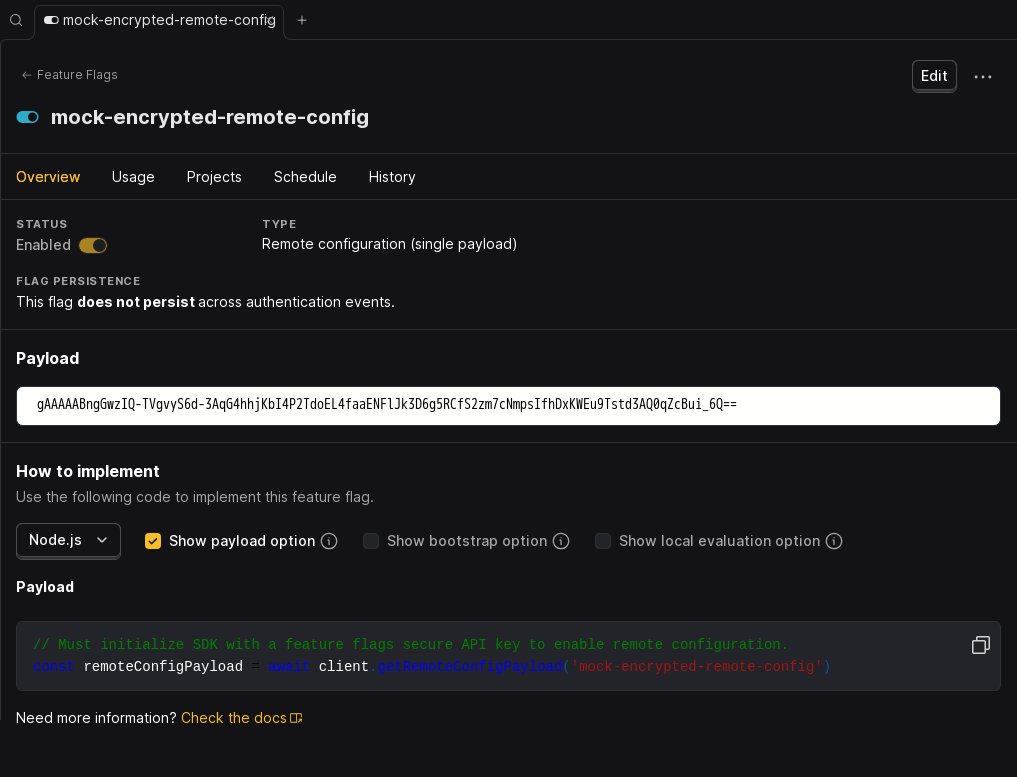 mock-encrypted-remote-config
← Feature Flags
Edit
mock-encrypted-remote-config
Overview Usage Projects Schedule History
STATUS TYPE
Enabled Remote configuration (single payload)
FLAG PERSISTENCE
This flag does not persist across authentication events.
Payload
gAAAAABngGwzIQ-TVgvyS6d-3AqG4hhjKbI4P2TdoEL4faaENFlJk3D6g5RCfS2zm7cNmpsIfhDxKWEu9Tstd3AQ0qZcBui_6Q==
How to implement
Use the following code to implement this feature flag.
Node.js Show payload option Show bootstrap option Show local evaluation option
Payload
// Must initialize SDK with a feature flags secure API key to enable remote configuration.
const remoteConfigPayload = await client.getRemoteConfigPayload('mock-encrypted-remote-config')
Need more information? Check the docs